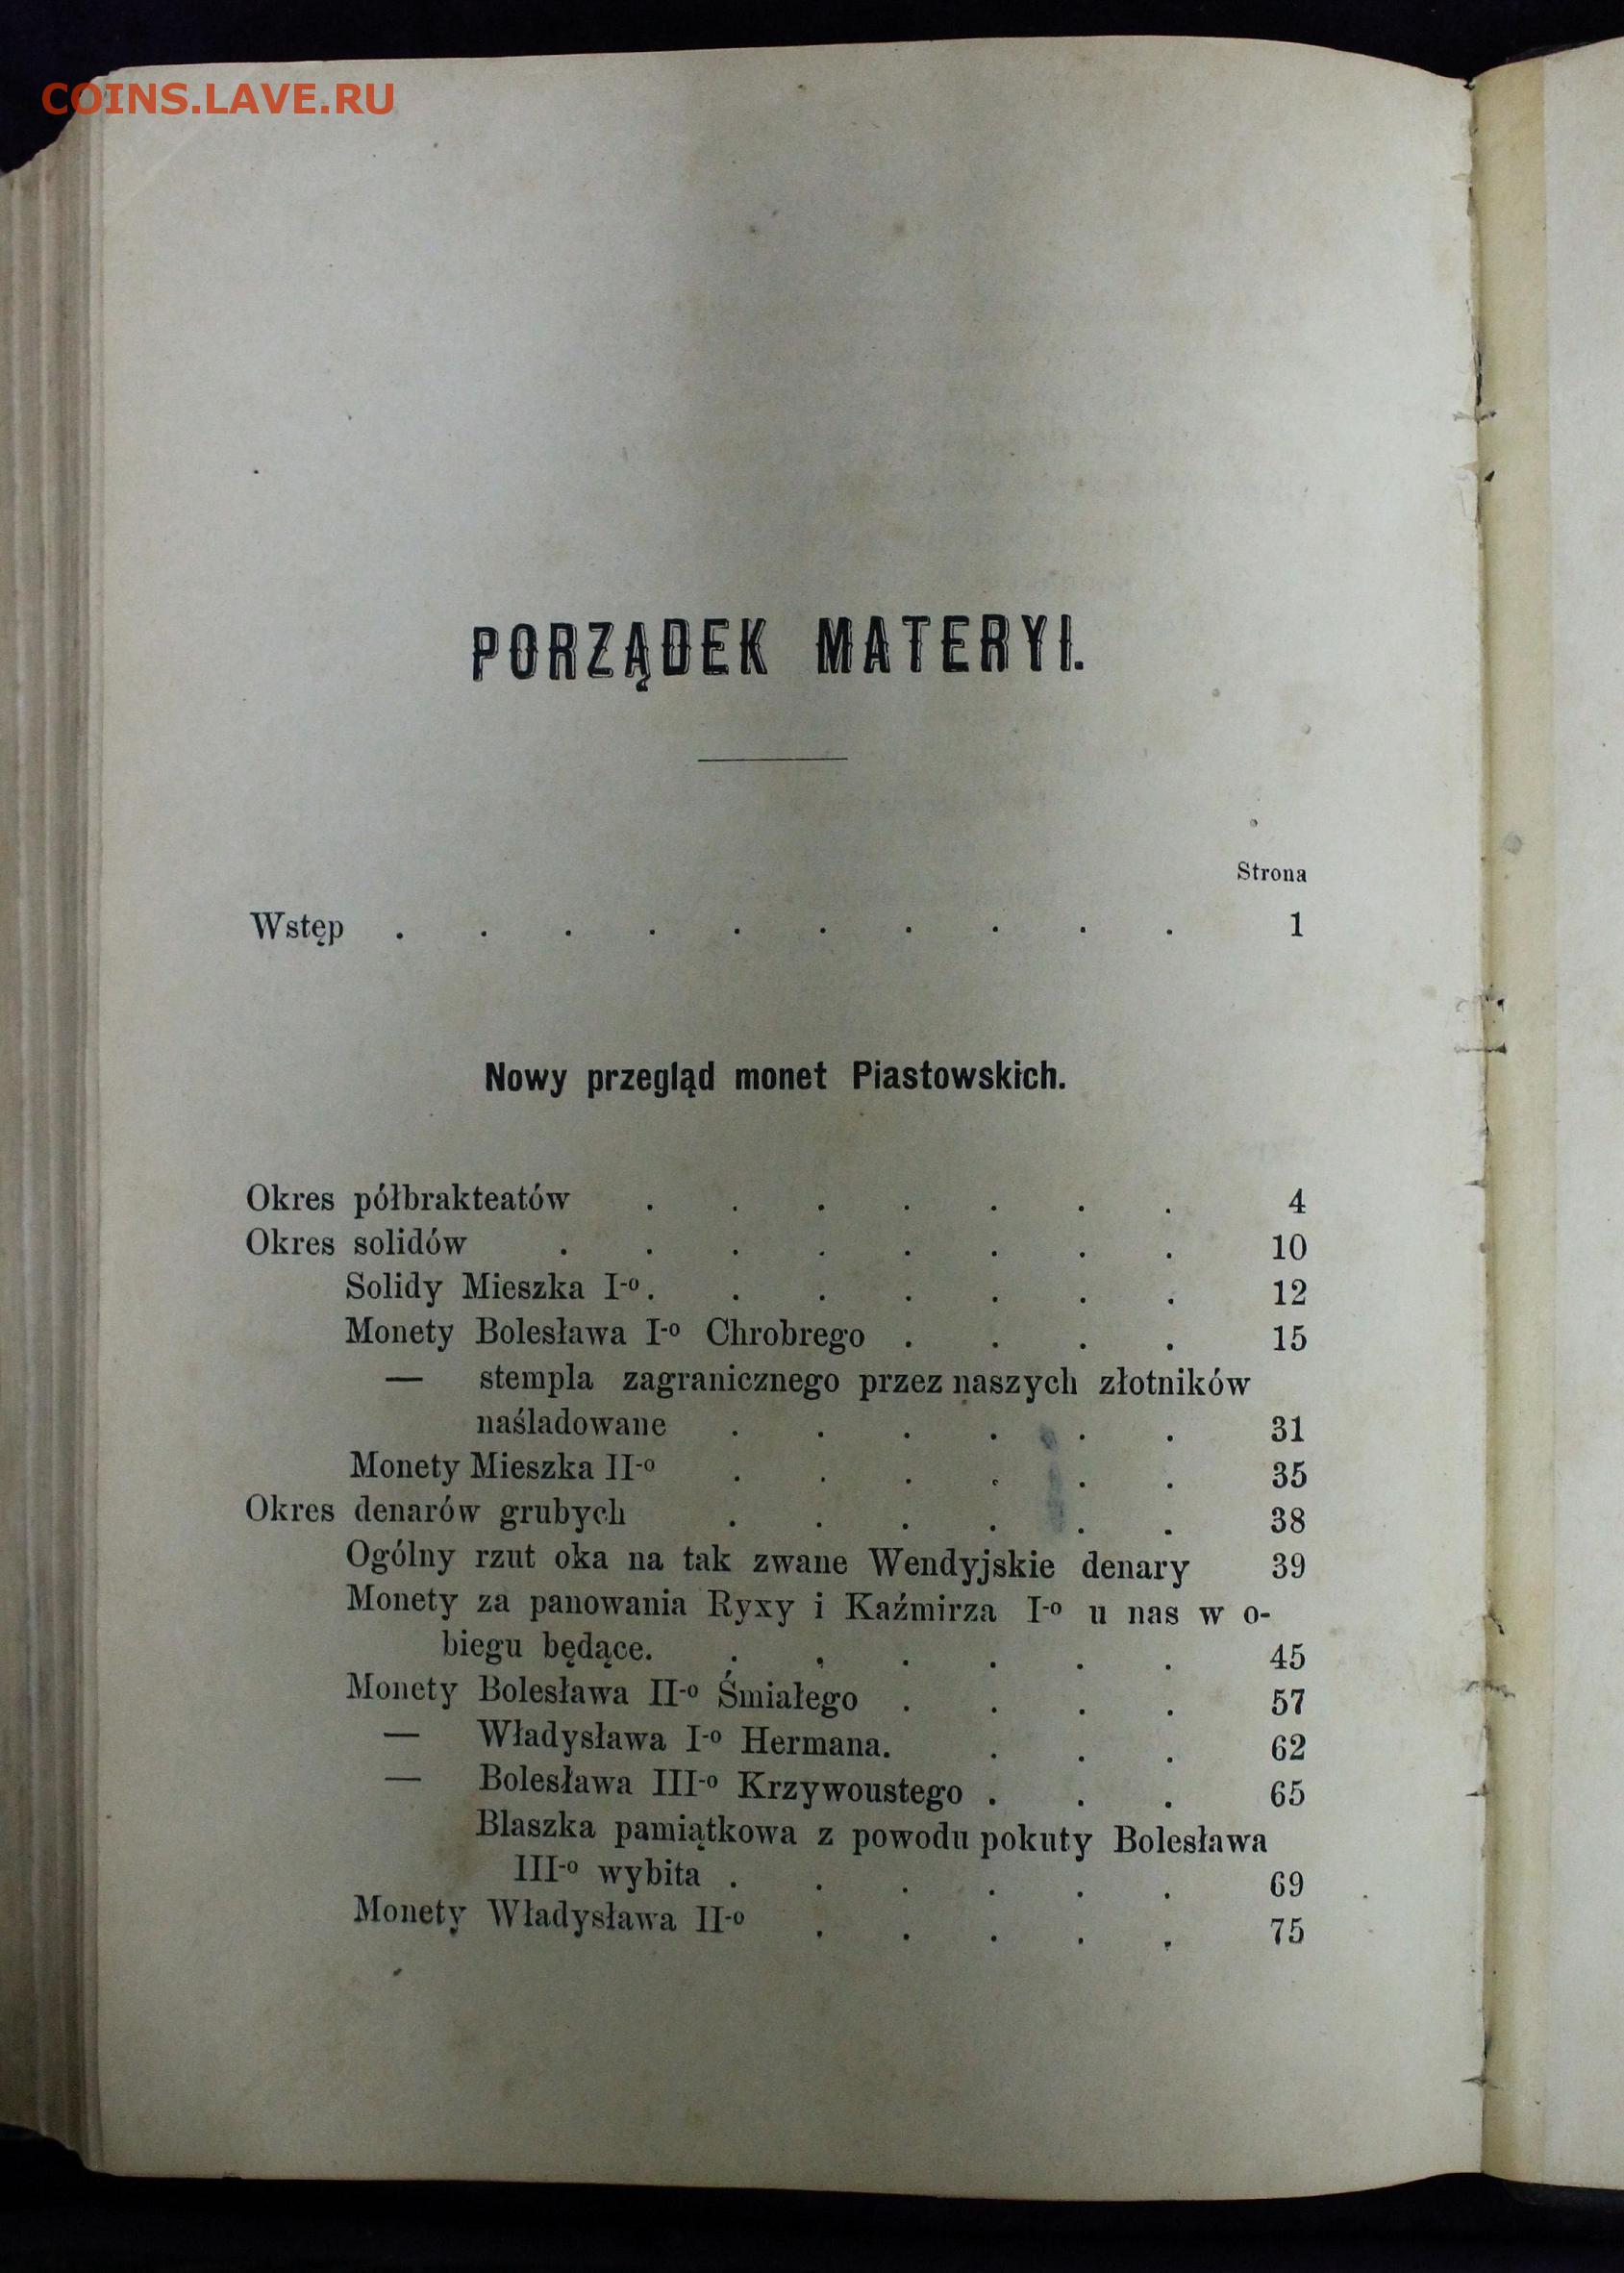 COINS.LAVE.RU
PORZĄDEK MATERYI.
Strona
Wstęp . . . . . . . . . . 1
Nowy przegląd monet Piastowskich.
Okres półbrakteatów . . . . . . . 4
Okres solidów . . . . . . . . 10
Solidy Mieszka I-o. . . . . . . 12
Monety Bolesława I-o Chrobrego . . . . 15
— stempla zagranicznego przez naszych złotników
naśladowane . . . . . . 31
Monety Mieszka II-o . . . . . . 35
Okres denarów grubych . . . . . . 38
Ogólny rzut oka na tak zwane Wendyjskie denary 39
Monety za panowania Ryxy i Kaźmirza I-o u nas w o-
biegu będące. . . . . . . 45
Monety Bolesława II-o Śmiałego . . . . 57
— Władysława I-o Hermana. . . . 62
— Bolesława III-o Krzywoustego . . . 65
Blaszka pamiątkowa z powodu pokuty Bolesława
III-o wybita . . . . . . 69
Monety Władysława II-o . . . . . 75